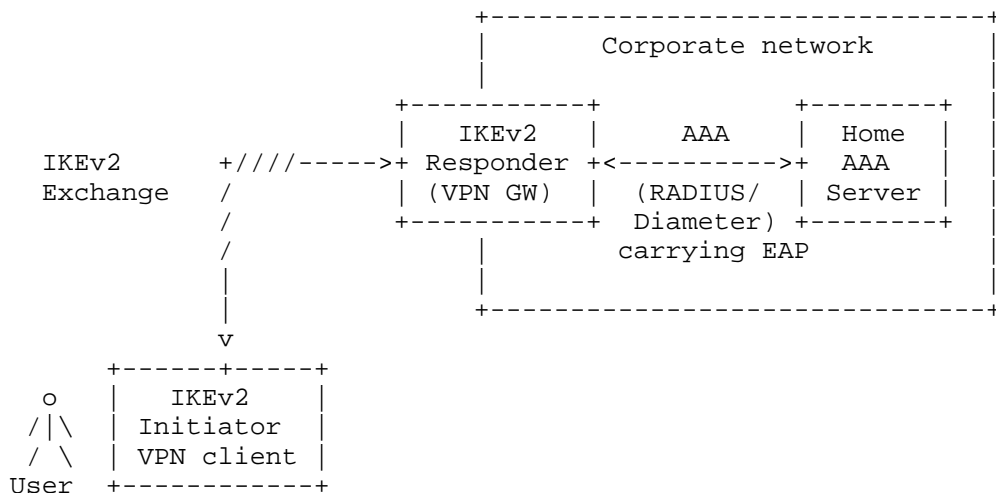 Corporate network
IKEv2 AAA Home
IKEv2 +////----->+ Responder +<---------->+ AAA
Exchange / (VPN GW) (RADIUS/ Server
Diameter)
carrying EAP
v
IKEv2
o
Initiator
VPN client
User